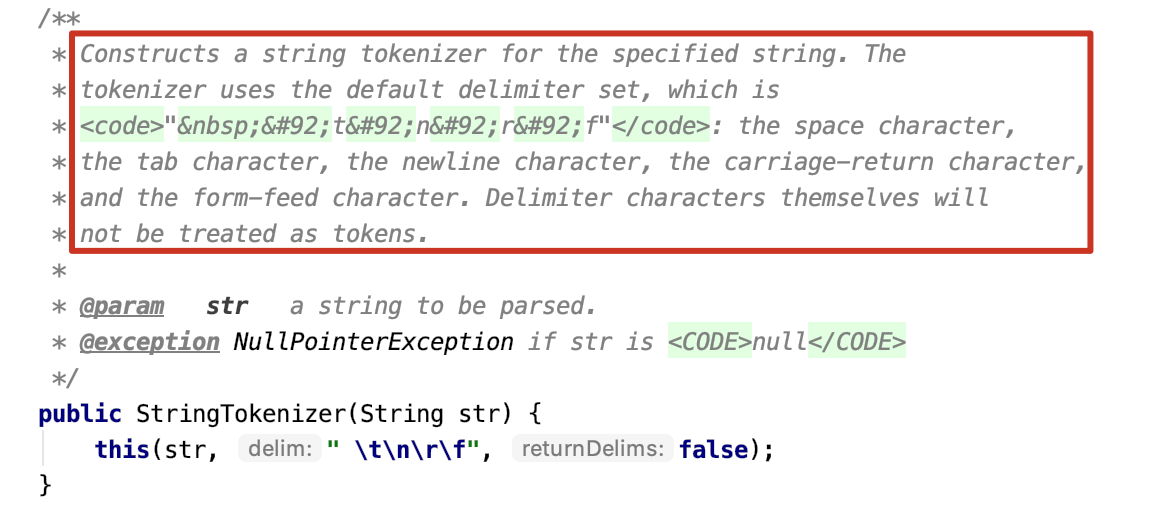 /**
* Constructs a string tokenizer for the specified string. The
* tokenizer uses the default delimiter set, which is
* <code>"&nbsp;&#92;t&#92;n&#92;r&#92;f"</code>: the space character,
* the tab character, the newline character, the carriage-return character,
* and the form-feed character. Delimiter characters themselves will
* not be treated as tokens.
*
* @param str a string to be parsed.
* @exception NullPointerException if str is <CODE>null</CODE>
*/
public StringTokenizer(String str) {
this(str, delim: " \t\n\r\f", returnDelims: false);
}